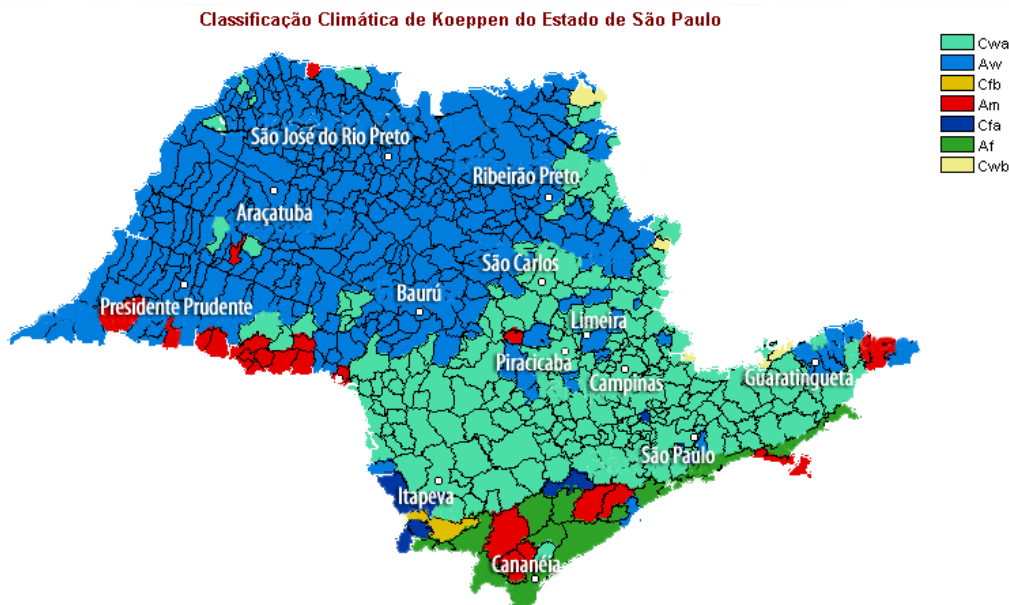 Classificação Climática de Koeppen do Estado de São Paulo
Cwa
Aw
Cfb
Am
Cfa
Af
Cwb
São José do Rio Preto
Ribeirão Preto
Araçatuba
São Carlos
Presidente Prudente
Baurú
Limeira
Piracicaba
Campinas
Guaratingueta
São Paulo
Itapeva
Cananéia